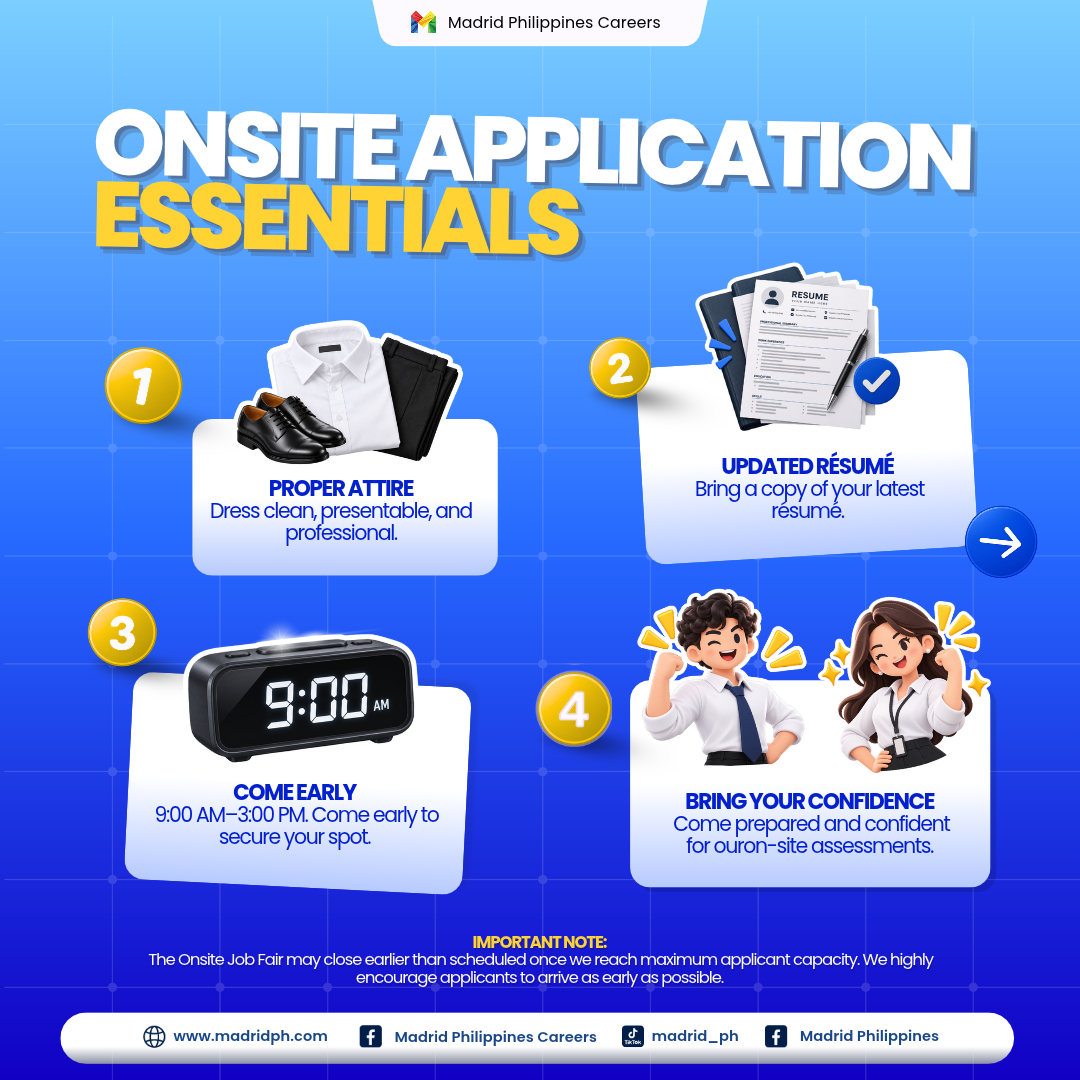 Madrid Philippines Careers
ONSITE APPLICATION
ESSENTIALS
1
PROPER ATTIRE
Dress clean, presentable, and
professional.
2
RESUME
UPDATED RÉSUMÉ
Bring a copy of your latest
résumé.
3
9:00 AM
COME EARLY
9:00 AM–3:00 PM. Come early to
secure your spot.
4
BRING YOUR CONFIDENCE
Come prepared and confident
for ouron-site assessments.
IMPORTANT NOTE:
The Onsite Job Fair may close earlier than scheduled once we reach maximum applicant capacity. We highly
encourage applicants to arrive as early as possible.
www.madridph.com Madrid Philippines Careers TikTok madrid_ph Madrid Philippines